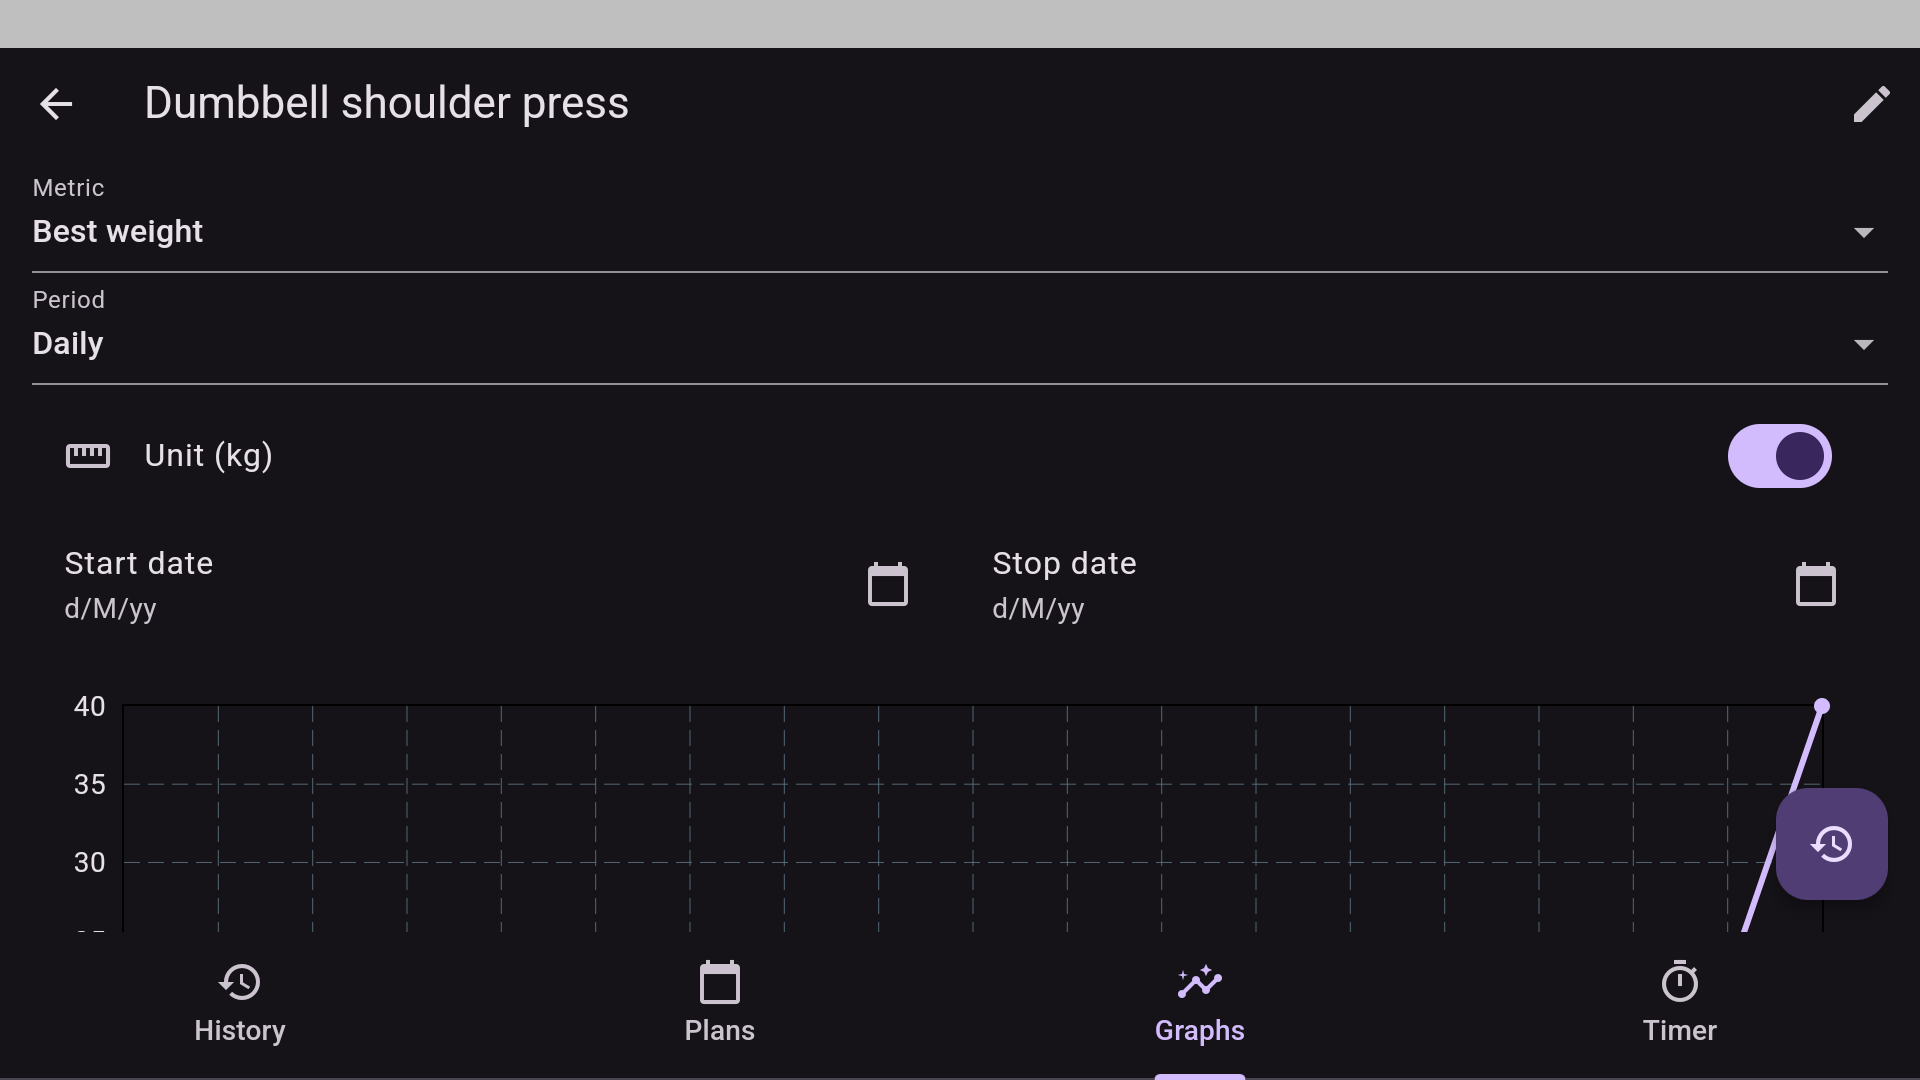 Dumbbell shoulder press
Metric
Best weight
Period
Daily
Unit (kg)
Start date
d/M/yy
Stop date
d/M/yy
40
35
30
History
Plans
Graphs
Timer